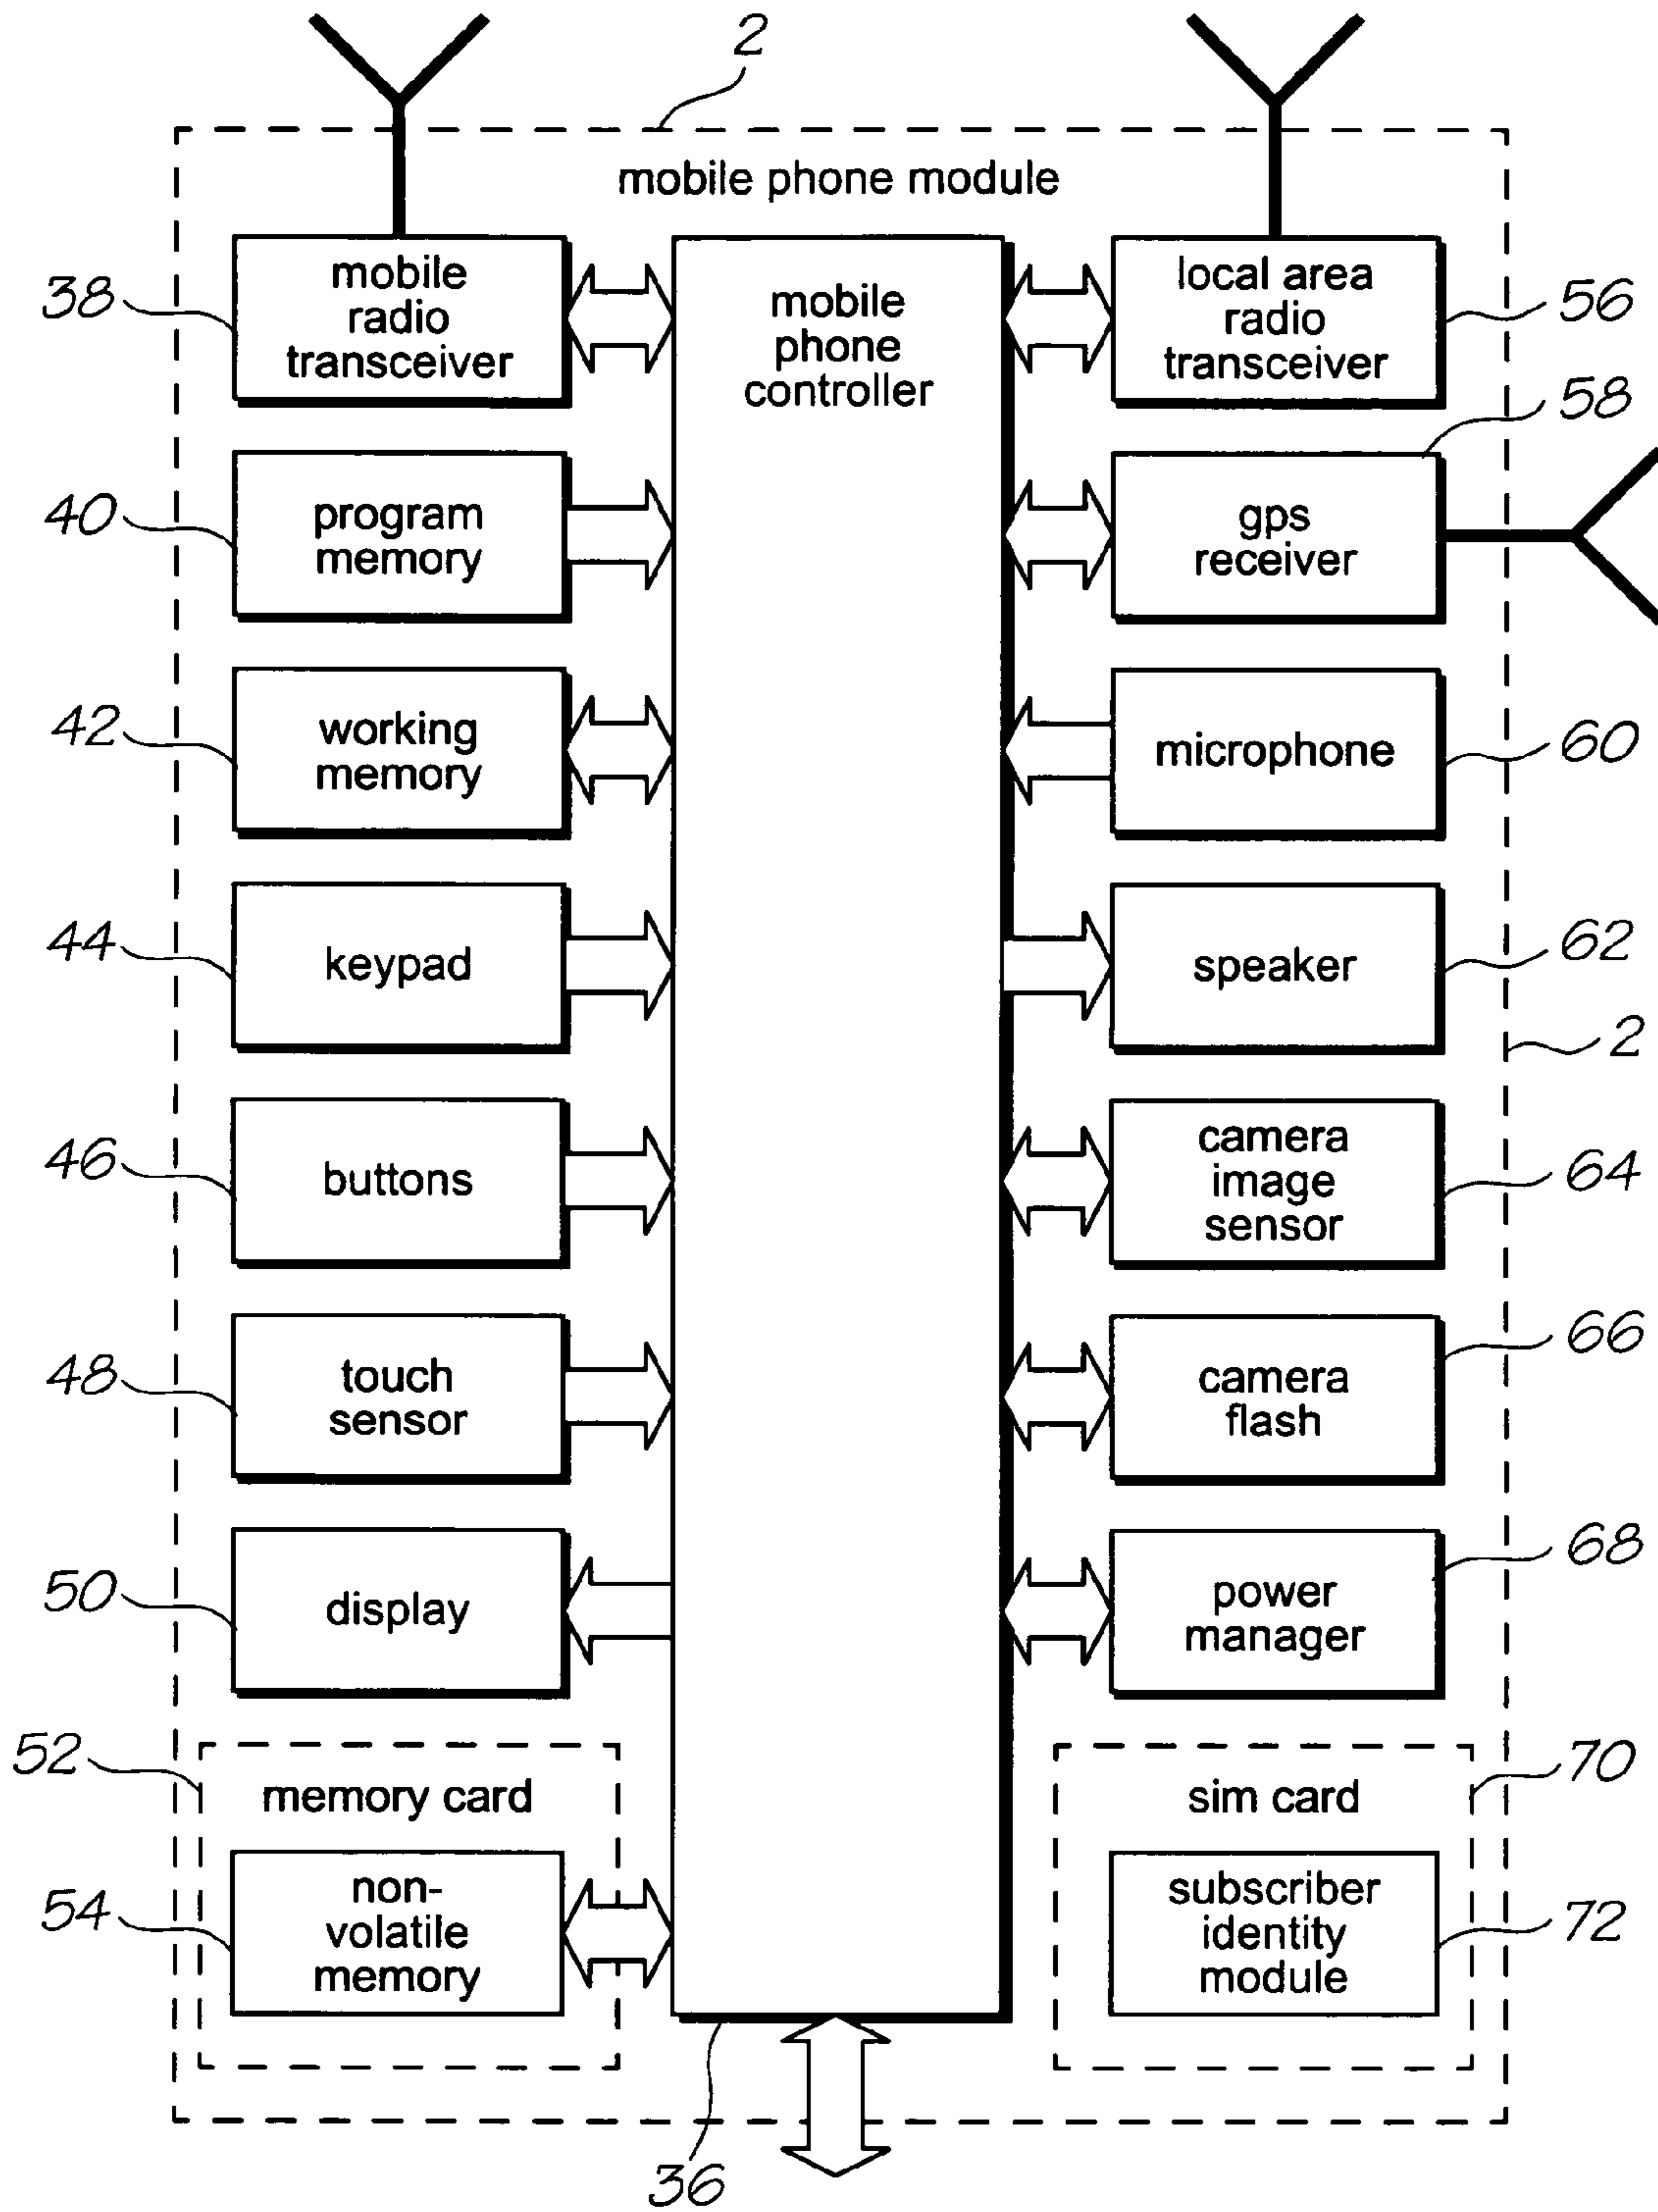 2
mobile phone module
38
mobile
radio
transceiver
mobile
phone
controller
local area
radio
transceiver
56
58
40
program
memory
gps
receiver
42
working
memory
microphone
60
44
keypad
speaker
62
2
46
buttons
camera
image
sensor
64
48
touch
sensor
camera
flash
66
50
display
power
manager
68
52
memory card
sim card
70
54
non-
volatile
memory
subscriber
identity
module
72
36